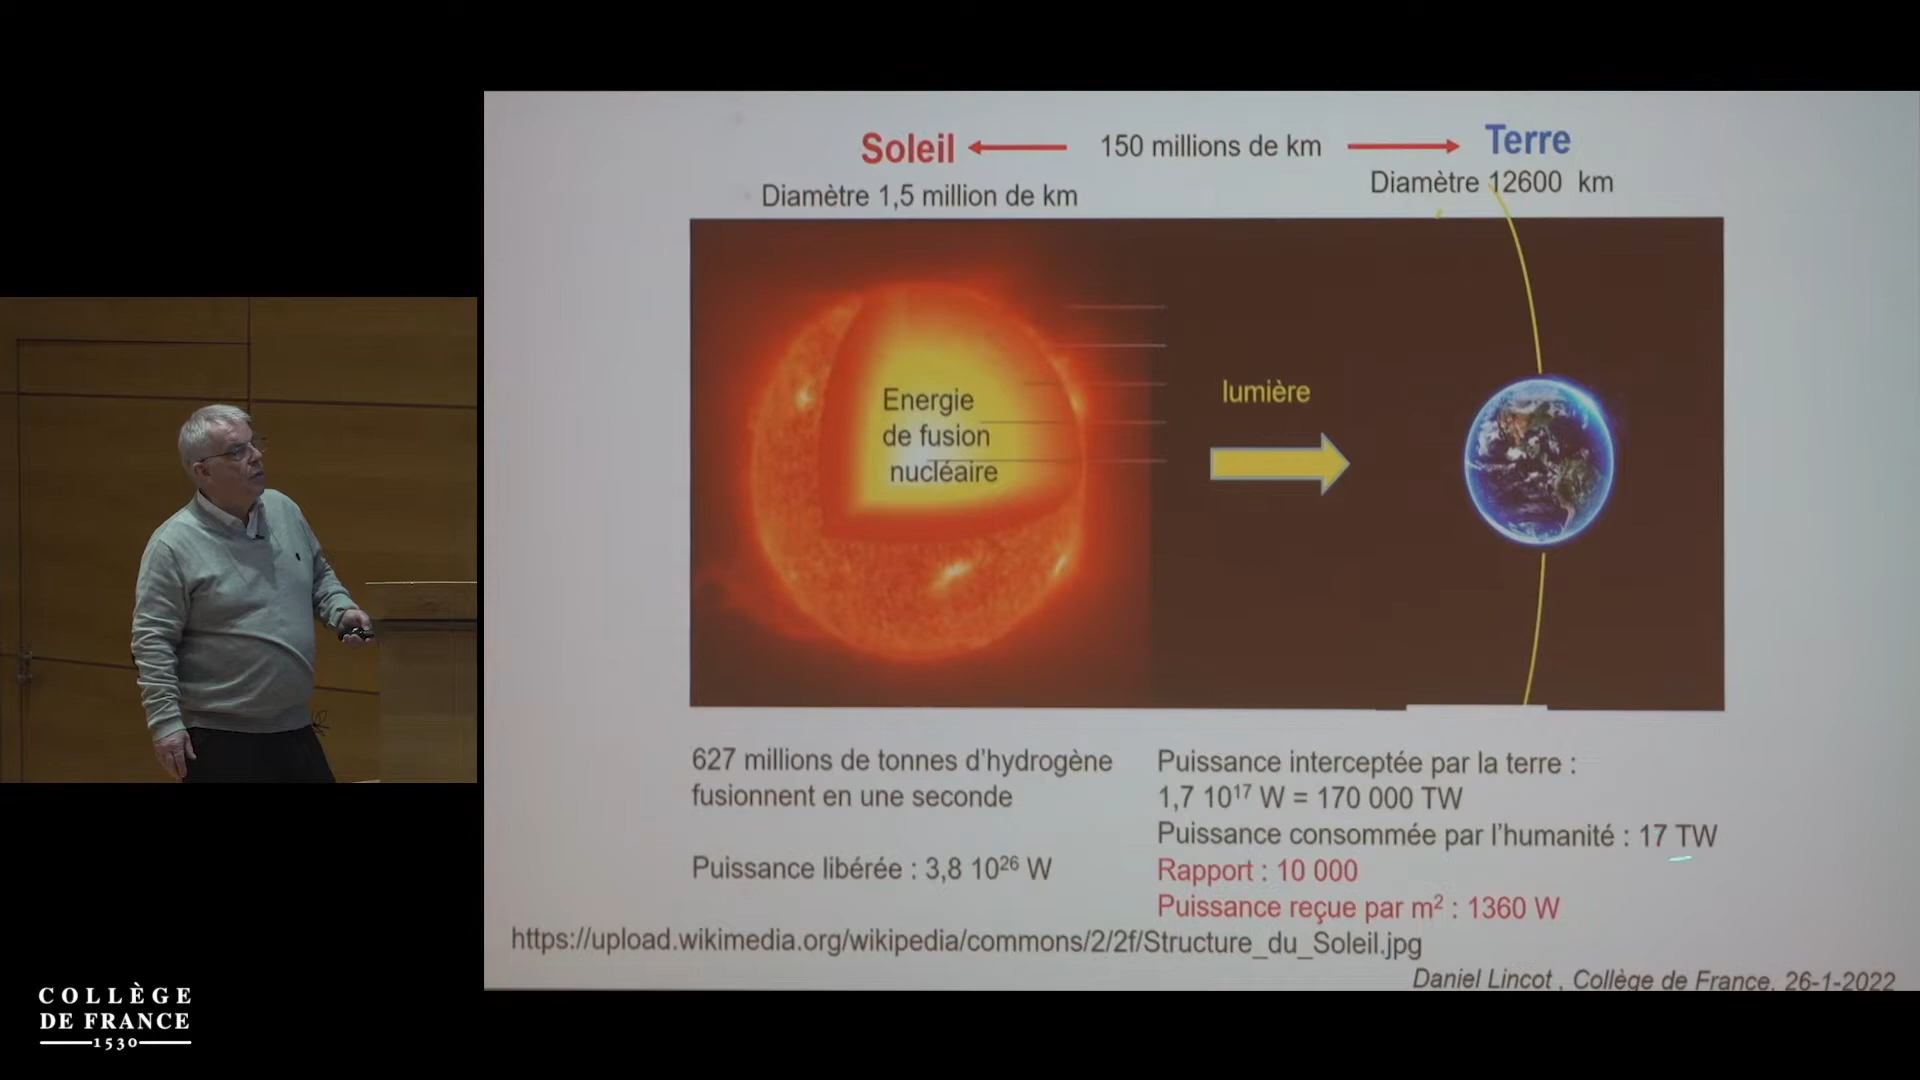 Soleil
150 millions de km
Terre
Diamètre 1,5 million de km
Diamètre 12600 km
Energie
de fusion
nucléaire
lumière
627 millions de tonnes d'hydrogène
fusionnent en une seconde
Puissance libérée : 3,8 10²⁶ W
Puissance interceptée par la terre :
1,7 10¹⁷ W = 170 000 TW
Puissance consommée par l'humanité : 17 TW
Rapport : 10 000
Puissance reçue par m² : 1360 W
https://upload.wikimedia.org/wikipedia/commons/2/2f/Structure_du_Soleil.jpg
Daniel Lincot , Collège de France, 26-1-2022
COLLÈGE
DE FRANCE
1530